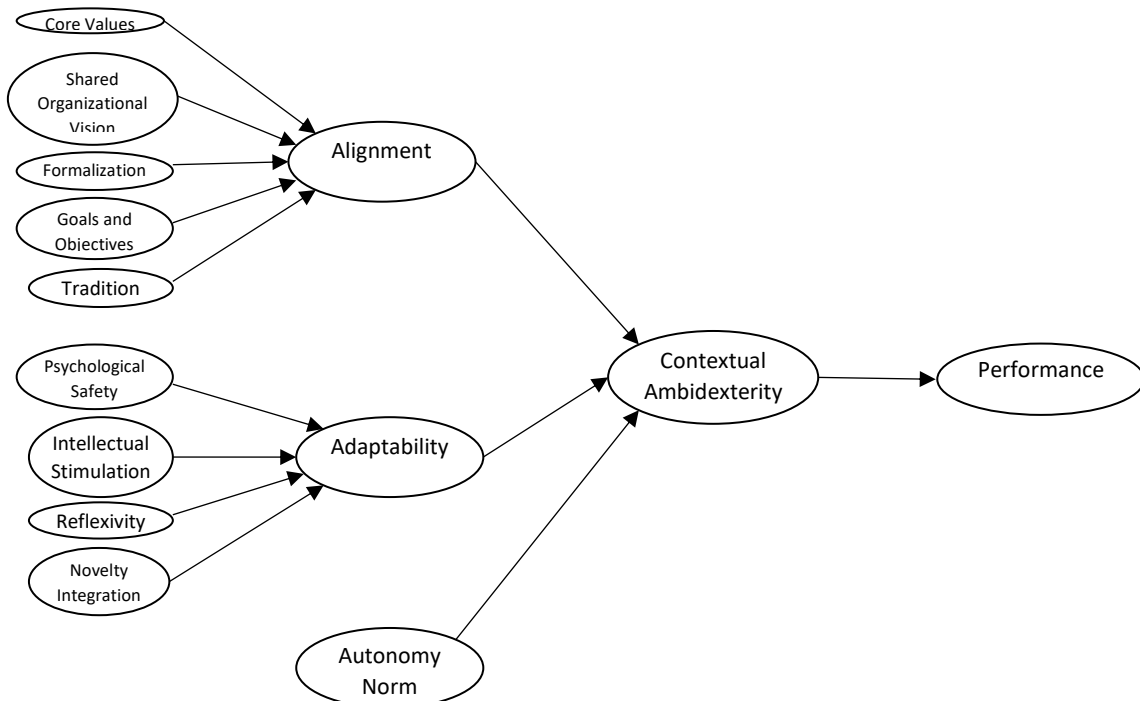 Core Values
Shared
Organizational
Vision
Formalization
Goals and
Objectives
Tradition
Alignment
Psychological
Safety
Intellectual
Stimulation
Reflexivity
Novelty
Integration
Adaptability
Autonomy
Norm
Contextual
Ambidexterity
Performance